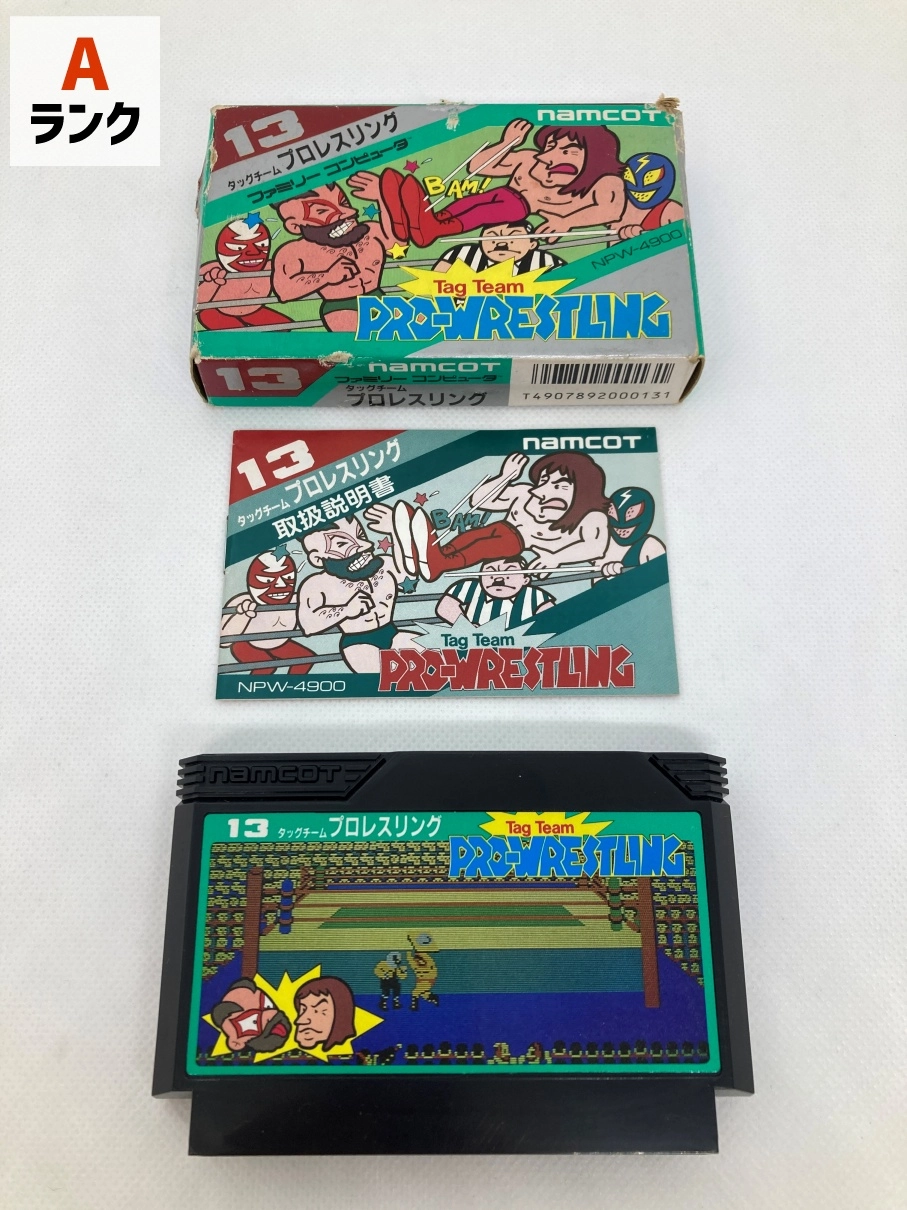 A
ランク
13
namcoT
タッグチーム プロレスリング
ファミリー コンピュータ
BAM!
NPW-4900
Tag Team
PRO-WRESTLING
13
namcoT
ファミリー コンピュータ
タッグチーム
プロレスリング
T4907892000131
13
namcoT
タッグチーム プロレスリング
取扱説明書
BAM!
Tag Team
PRO-WRESTLING
NPW-4900
namcoT
13 タッグチーム プロレスリング
Tag Team
PRO-WRESTLING